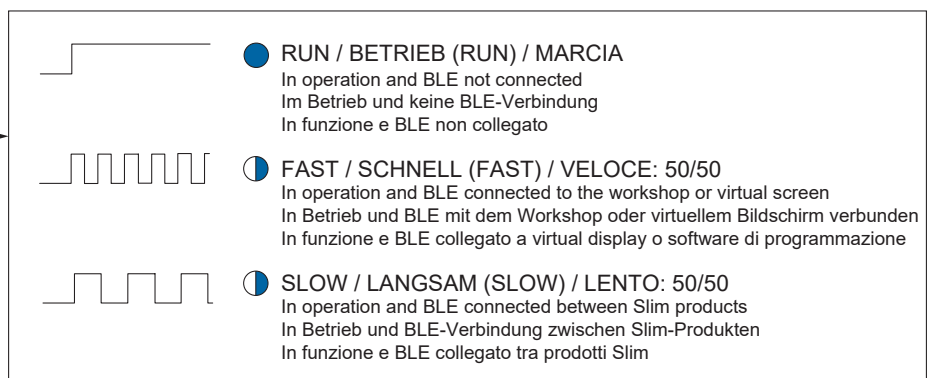 RUN / BETRIEB (RUN) / MARCIA
In operation and BLE not connected
Im Betrieb und keine BLE-Verbindung
In funzione e BLE non collegato
FAST / SCHNELL (FAST) / VELOCE: 50/50
In operation and BLE connected to the workshop or virtual screen
In Betrieb und BLE mit dem Workshop oder virtuellem Bildschirm verbunden
In funzione e BLE collegato a virtual display o software di programmazione
SLOW / LANGSAM (SLOW) / LENTO: 50/50
In operation and BLE connected between Slim products
In Betrieb und BLE-Verbindung zwischen Slim-Produkten
In funzione e BLE collegato tra prodotti Slim